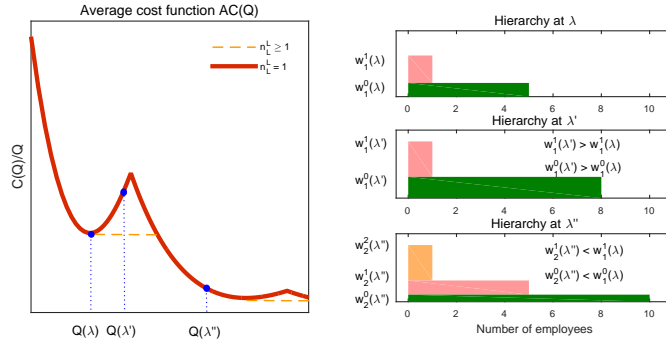 Average cost function AC(Q)
n_L^L ≥ 1
n_L^L = 1
C(Q)/Q
Q(λ) Q(λ') Q(λ'')
Hierarchy at λ
w_1^1(λ)
w_1^0(λ)
0 2 4 6 8 10
Hierarchy at λ'
w_1^1(λ')
w_1^1(λ') > w_1^1(λ)
w_1^0(λ') > w_1^0(λ)
w_1^0(λ')
0 2 4 6 8 10
Hierarchy at λ''
w_2^2(λ'')
w_2^1(λ'') < w_1^1(λ)
w_2^1(λ'')
w_2^0(λ'') < w_1^0(λ)
w_2^0(λ'')
0 2 4 6 8 10
Number of employees